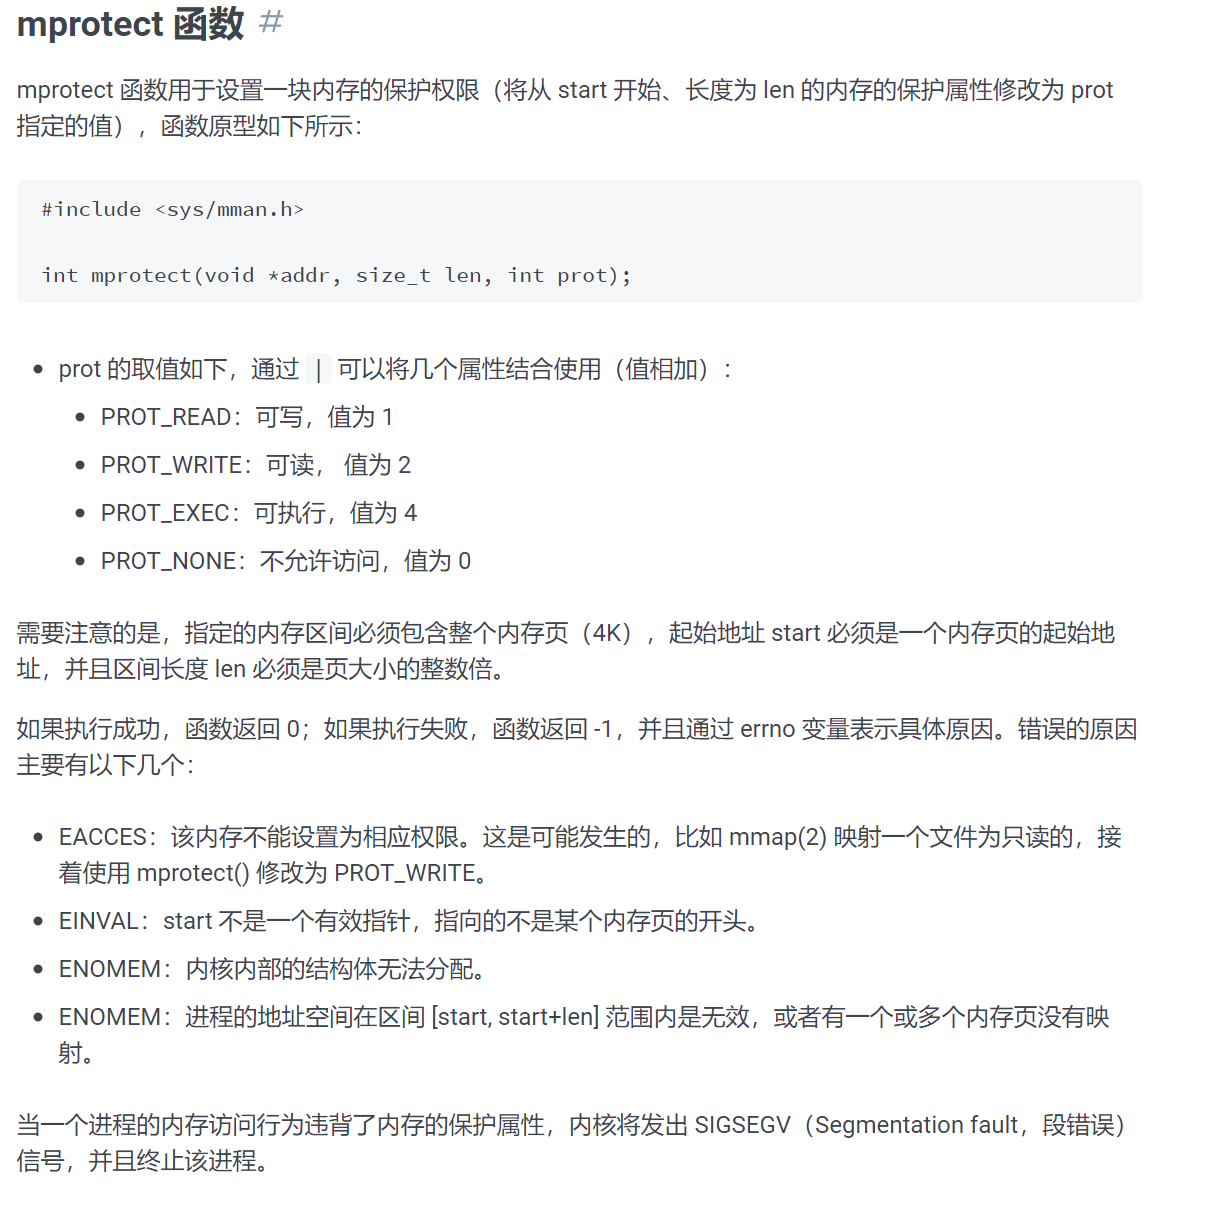 mprotect 函数 #
mprotect 函数用于设置一块内存的保护权限（将从 start 开始、长度为 len 的内存的保护属性修改为 prot
指定的值），函数原型如下所示：
#include <sys/mman.h>
int mprotect(void *addr, size_t len, int prot);
prot 的取值如下，通过 | 可以将几个属性结合使用（值相加）：
PROT_READ：可写，值为 1
PROT_WRITE：可读， 值为 2
PROT_EXEC：可执行，值为 4
PROT_NONE：不允许访问，值为 0
需要注意的是，指定的内存区间必须包含整个内存页（4K），起始地址 start 必须是一个内存页的起始地
址，并且区间长度 len 必须是页大小的整数倍。
如果执行成功，函数返回 0；如果执行失败，函数返回 -1，并且通过 errno 变量表示具体原因。错误的原因
主要有以下几个：
EACCES：该内存不能设置为相应权限。这是可能发生的，比如 mmap(2) 映射一个文件为只读的，接
着使用 mprotect() 修改为 PROT_WRITE。
EINVAL：start 不是一个有效指针，指向的不是某个内存页的开头。
ENOMEM：内核内部的结构体无法分配。
ENOMEM：进程的地址空间在区间 [start, start+len] 范围内是无效，或者有一个或多个内存页没有映
射。
当一个进程的内存访问行为违背了内存的保护属性，内核将发出 SIGSEGV（Segmentation fault，段错误）
信号，并且终止该进程。